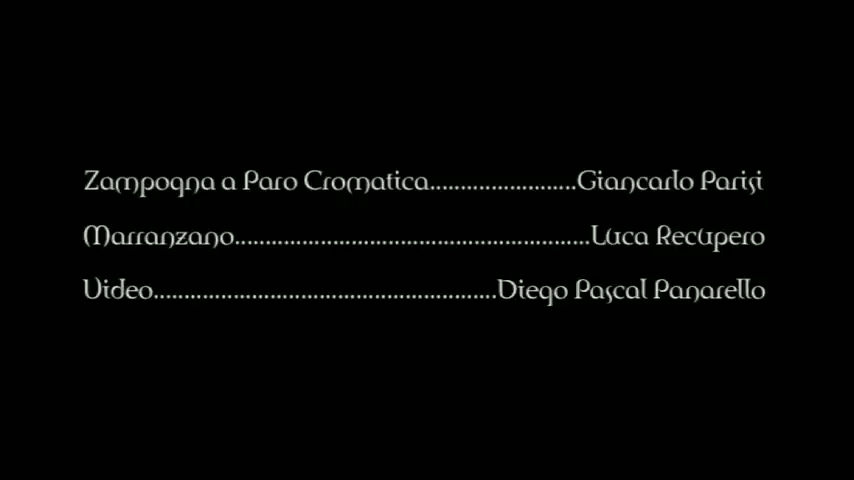 Zampogna a Paro Cromatica........................Giancarlo Parisi
Marranzano..........................................................Luca Recupero
Video........................................................Diego Pascal Panarello